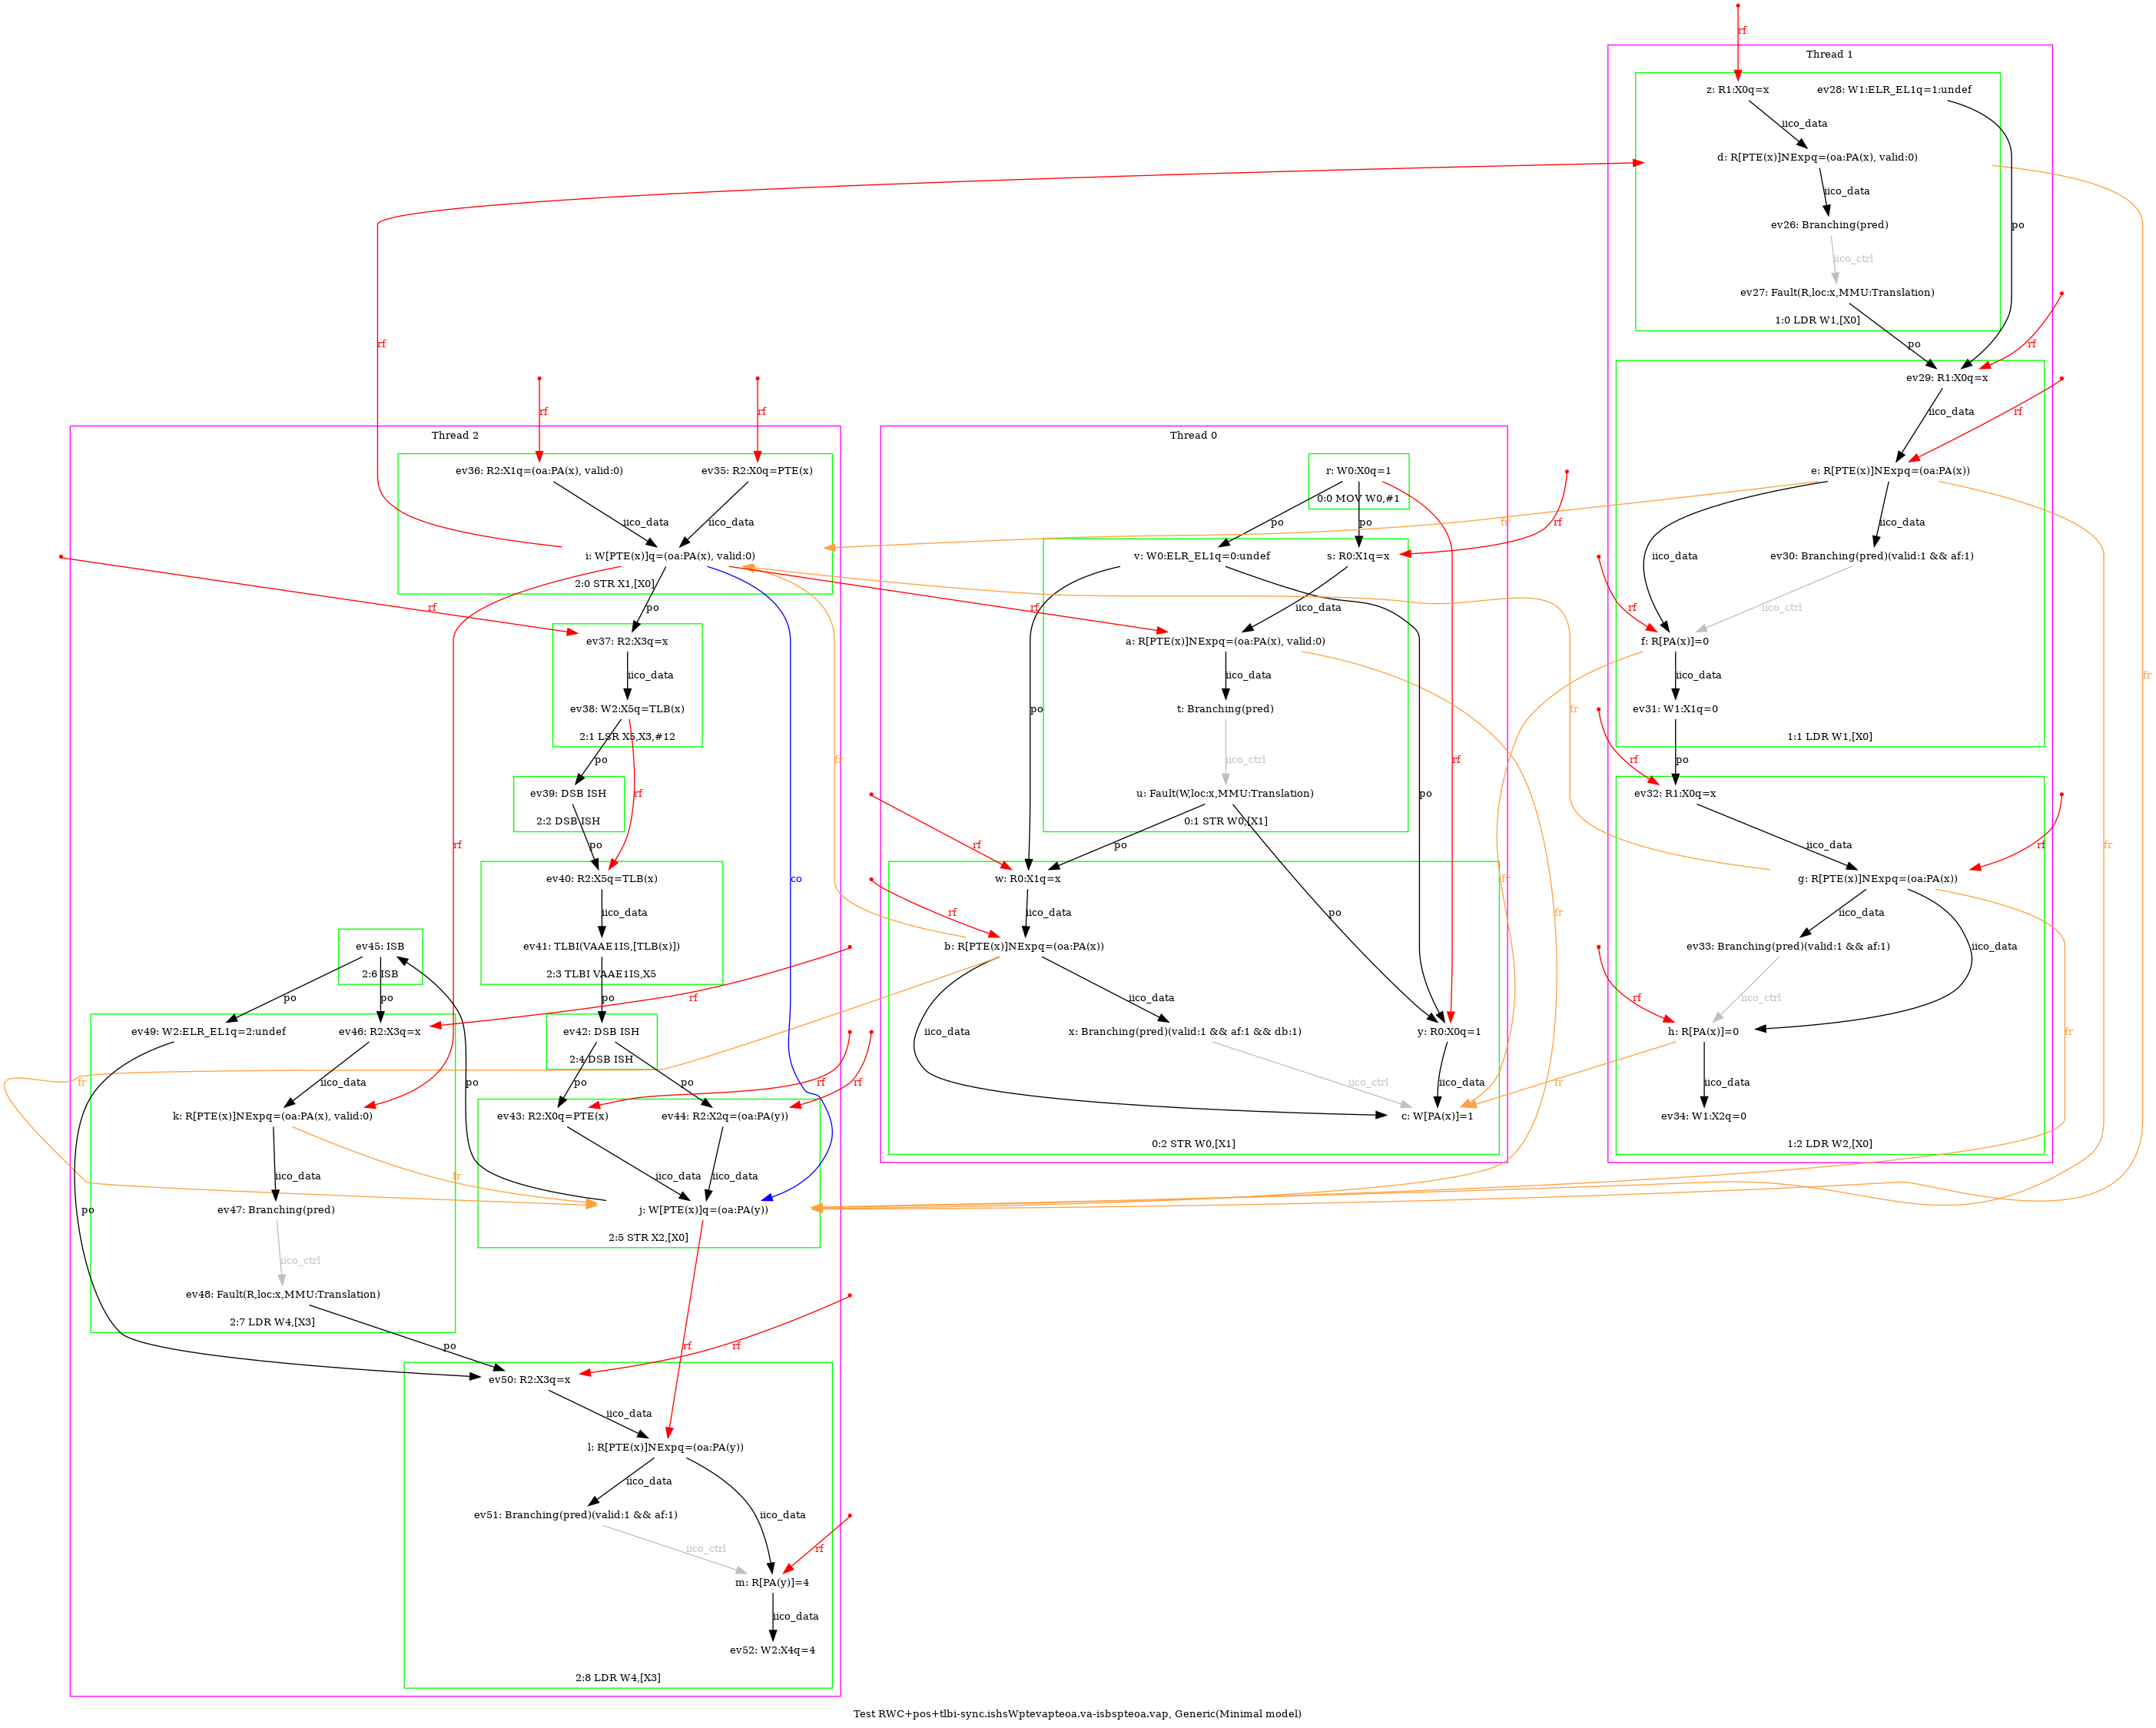 rf
Thread 1
z: R1:X0q=x
ev28: W1:ELR_EL1q=1:undef
iico_data
d: R[PTE(x)]NExpq=(oa:PA(x), valid:0)
iico_data
ev26: Branching(pred)
po
iico_ctrl
ev27: Fault(R,loc:x,MMU:Translation)
1:0 LDR W1,[X0]
po
rf
ev29: R1:X0q=x
iico_data
rf
e: R[PTE(x)]NExpq=(oa:PA(x))
iico_data
iico_data
ev30: Branching(pred)(valid:1 && af:1)
rf
iico_ctrl
f: R[PA(x)]=0
iico_data
ev31: W1:X1q=0
1:1 LDR W1,[X0]
rf
po
ev32: R1:X0q=x
iico_data
rf
g: R[PTE(x)]NExpq=(oa:PA(x))
iico_data
iico_data
ev33: Branching(pred)(valid:1 && af:1)
rf
iico_ctrl
h: R[PA(x)]=0
iico_data
ev34: W1:X2q=0
1:2 LDR W2,[X0]
fr
fr
fr
fr
fr
fr
fr
Thread 0
r: W0:X0q=1
0:0 MOV W0,#1
po
po
rf
v: W0:ELR_EL1q=0:undef
s: R0:X1q=x
iico_data
rf
a: R[PTE(x)]NExpq=(oa:PA(x), valid:0)
iico_data
t: Branching(pred)
iico_ctrl
u: Fault(W,loc:x,MMU:Translation)
0:1 STR W0,[X1]
po
po
po
po
rf
rf
fr
w: R0:X1q=x
rf
iico_data
b: R[PTE(x)]NExpq=(oa:PA(x))
iico_data
iico_data
x: Branching(pred)(valid:1 && af:1 && db:1)
y: R0:X0q=1
iico_ctrl
iico_data
c: W[PA(x)]=1
0:2 STR W0,[X1]
Thread 2
rf
rf
rf
ev36: R2:X1q=(oa:PA(x), valid:0)
ev35: R2:X0q=PTE(x)
iico_data
iico_data
i: W[PTE(x)]q=(oa:PA(x), valid:0)
2:0 STR X1,[X0]
rf
po
ev37: R2:X3q=x
iico_data
ev38: W2:X5q=TLB(x)
2:1 LSR X5,X3,#12
po
rf
rf
co
fr
ev39: DSB ISH
2:2 DSB ISH
po
ev40: R2:X5q=TLB(x)
iico_data
ev41: TLBI(VAAE1IS,[TLB(x)])
2:3 TLBI VAAE1IS,X5
ev45: ISB
2:6 ISB
po
po
po
rf
ev49: W2:ELR_EL1q=2:undef
ev46: R2:X3q=x
ev42: DSB ISH
2:4 DSB ISH
fr
iico_data
po
po
po
rf
rf
k: R[PTE(x)]NExpq=(oa:PA(x), valid:0)
ev43: R2:X0q=PTE(x)
ev44: R2:X2q=(oa:PA(y))
iico_data
fr
iico_data
iico_data
po
ev47: Branching(pred)
j: W[PTE(x)]q=(oa:PA(y))
2:5 STR X2,[X0]
iico_ctrl
ev48: Fault(R,loc:x,MMU:Translation)
2:7 LDR W4,[X3]
po
rf
rf
ev50: R2:X3q=x
iico_data
l: R[PTE(x)]NExpq=(oa:PA(y))
iico_data
iico_data
ev51: Branching(pred)(valid:1 && af:1)
iico_ctrl
rf
m: R[PA(y)]=4
iico_data
ev52: W2:X4q=4
2:8 LDR W4,[X3]
Test RWC+pos+tlbi-sync.ishsWptevapteoa.va-isbspteoa.vap, Generic(Minimal model)